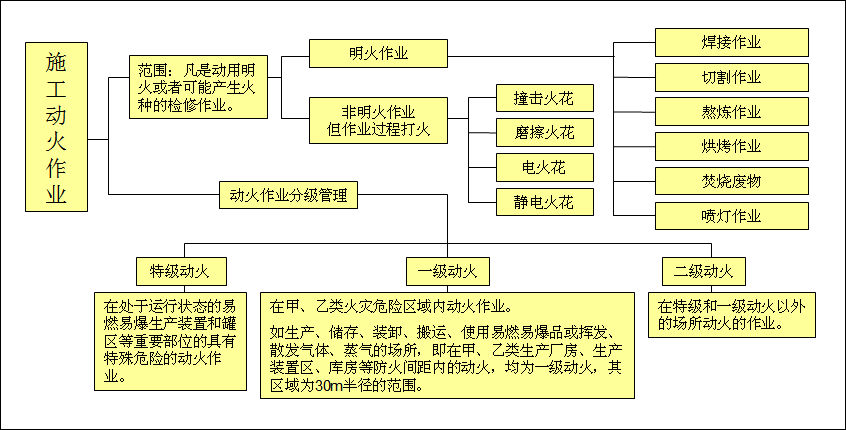 施工动火作业
范围：凡是动用明
火或者可能产生火
种的检修作业。
明火作业
非明火作业
但作业过程打火
撞击火花
磨擦火花
电火花
静电火花
焊接作业
切割作业
熬炼作业
烘烤作业
焚烧废物
喷灯作业
动火作业分级管理
特级动火
在处于运行状态的易
燃易爆生产装置和罐
区等重要部位的具有
特殊危险的动火作
业。
一级动火
在甲、乙类火灾危险区域内动火作业。
如生产、储存、装卸、搬运、使用易燃易爆品或挥发、
散发气体、蒸气的场所，即在甲、乙类生产厂房、生产
装置区、库房等防火间距内的动火，均为一级动火，其
区域为30m半径的范围。
二级动火
在特级和一级动火以外
的场所动火的作业。